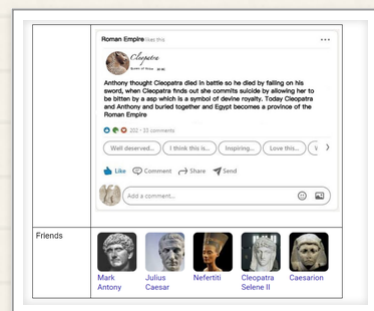 Roman Empire likes this
Cleopatra
Anthony thought Cleopatra died in battle so he died by falling on his
sword, when Cleopatra finds out she commits suicide by allowing her to
be bitten by a asp which is a symbol of devine royalty. Today Cleopatra
and Anthony and buried together and Egypt becomes a province of the
Roman Empire
202 • 33 comments
Well deserved...
I think this is...
Inspiring...
Love this...
Like
Comment
Share
Send
Add a comment...
Friends
Mark
Antony
Julius
Caesar
Nefertiti
Cleopatra
Selene II
Caesarion